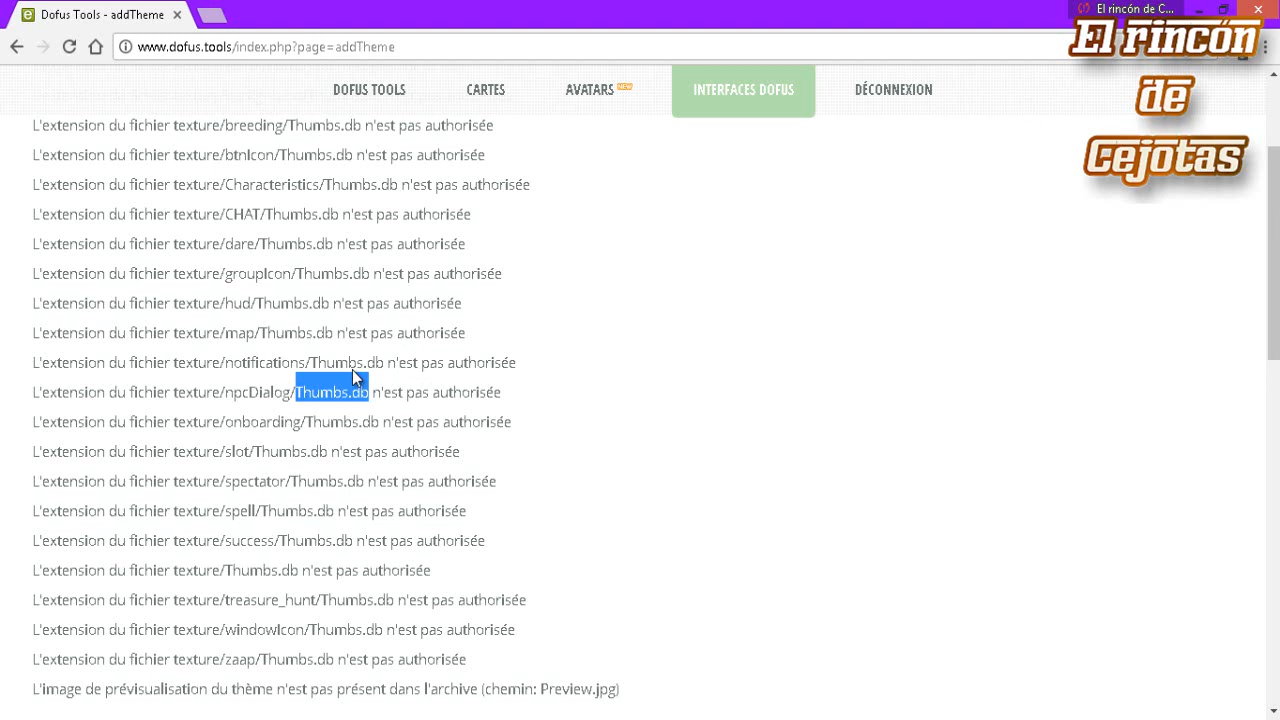 Dofus Tools - addTheme
El rincón de C...
www.dofus.tools/index.php?page=addTheme
El rincón
de
Cejotas
DOFUS TOOLS
CARTES
AVATARS NEW
INTERFACES DOFUS
DÉCONNEXION
L'extension du fichier texture/breeding/Thumbs.db n'est pas authorisée
L'extension du fichier texture/btnIcon/Thumbs.db n'est pas authorisée
L'extension du fichier texture/Characteristics/Thumbs.db n'est pas authorisée
L'extension du fichier texture/CHAT/Thumbs.db n'est pas authorisée
L'extension du fichier texture/dare/Thumbs.db n'est pas authorisée
L'extension du fichier texture/groupIcon/Thumbs.db n'est pas authorisée
L'extension du fichier texture/hud/Thumbs.db n'est pas authorisée
L'extension du fichier texture/map/Thumbs.db n'est pas authorisée
L'extension du fichier texture/notifications/Thumbs.db n'est pas authorisée
L'extension du fichier texture/npcDialog/Thumbs.db n'est pas authorisée
L'extension du fichier texture/onboarding/Thumbs.db n'est pas authorisée
L'extension du fichier texture/slot/Thumbs.db n'est pas authorisée
L'extension du fichier texture/spectator/Thumbs.db n'est pas authorisée
L'extension du fichier texture/spell/Thumbs.db n'est pas authorisée
L'extension du fichier texture/success/Thumbs.db n'est pas authorisée
L'extension du fichier texture/Thumbs.db n'est pas authorisée
L'extension du fichier texture/treasure_hunt/Thumbs.db n'est pas authorisée
L'extension du fichier texture/windowIcon/Thumbs.db n'est pas authorisée
L'extension du fichier texture/zaap/Thumbs.db n'est pas authorisée
L'image de prévisualisation du thème n'est pas présent dans l'archive (chemin: Preview.jpg)